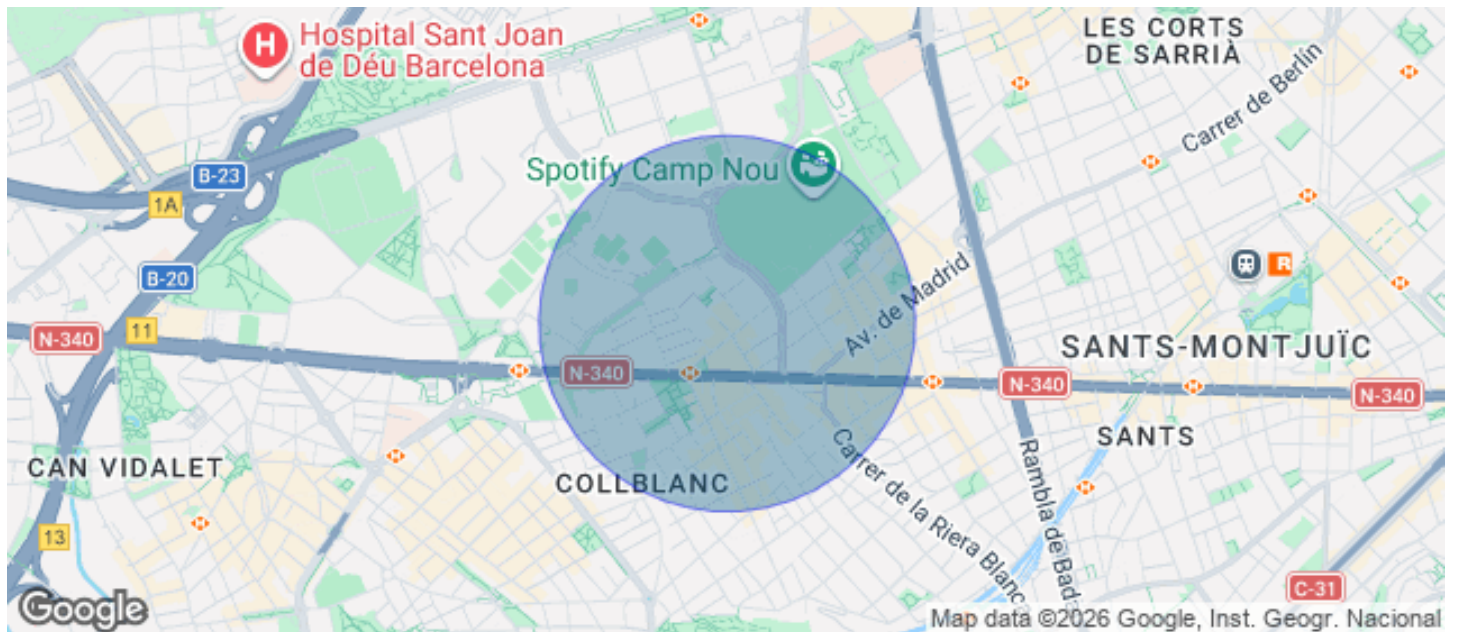 Hospital Sant Joan
de Déu Barcelona
LES CORTS
DE SARRIÀ
Carrer de Berlín
Spotify Camp Nou
B-23
1A
B-20
R
Av. de Madrid
N-340
11
SANTS-MONTJUÏC
N-340
N-340
N-340
CAN VIDALET
COLLBLANC
SANTS
Carrer de la Riera Blanca
Rambla de Bada
13
C-31
Google
Map data ©2026 Google, Inst. Geogr. Nacional
H